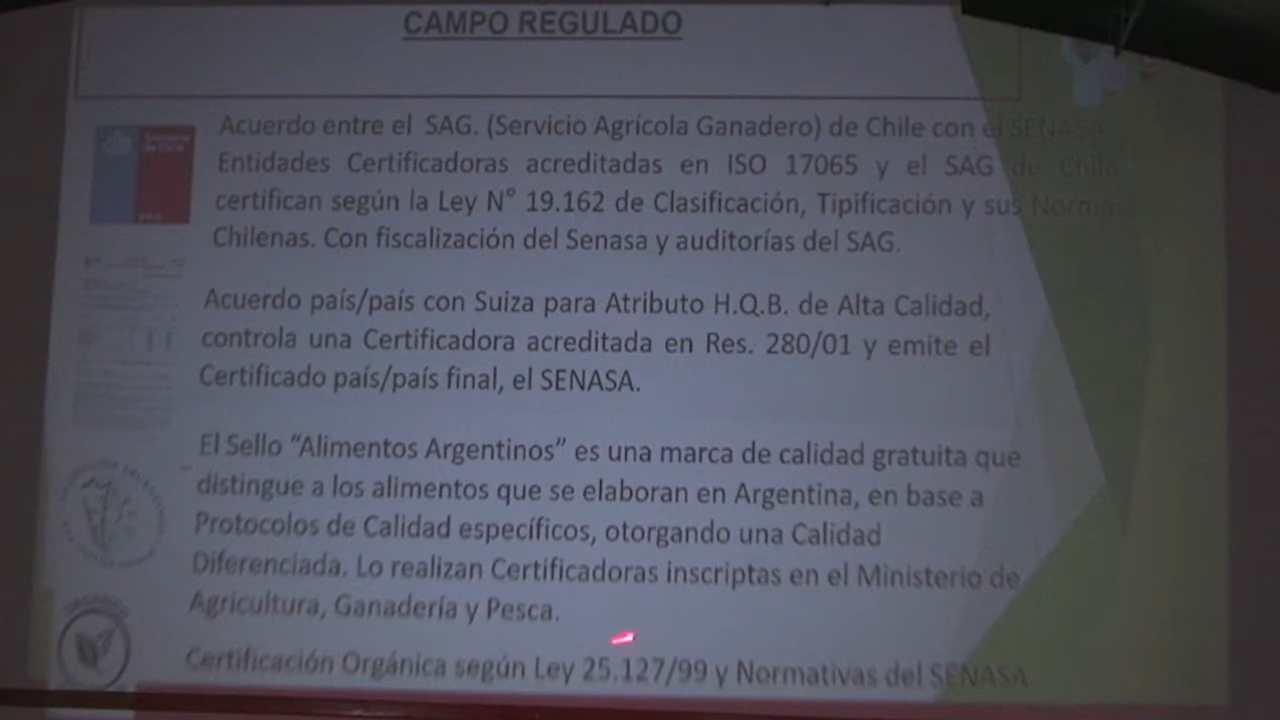 CAMPO REGULADO
Acuerdo entre el SAG. (Servicio Agrícola Ganadero) de Chile con el SENASA
Entidades Certificadoras acreditadas en ISO 17065 y el SAG de Chile
certifican según la Ley N° 19.162 de Clasificación, Tipificación y sus Normas
Chilenas. Con fiscalización del Senasa y auditorías del SAG.
Acuerdo país/país con Suiza para Atributo H.Q.B. de Alta Calidad,
controla una Certificadora acreditada en Res. 280/01 y emite el
Certificado país/país final, el SENASA.
El Sello “Alimentos Argentinos” es una marca de calidad gratuita que
distingue a los alimentos que se elaboran en Argentina, en base a
Protocolos de Calidad específicos, otorgando una Calidad
Diferenciada. Lo realizan Certificadoras inscriptas en el Ministerio de
Agricultura, Ganadería y Pesca.
Certificación Orgánica según Ley 25.127/99 y Normativas del SENASA